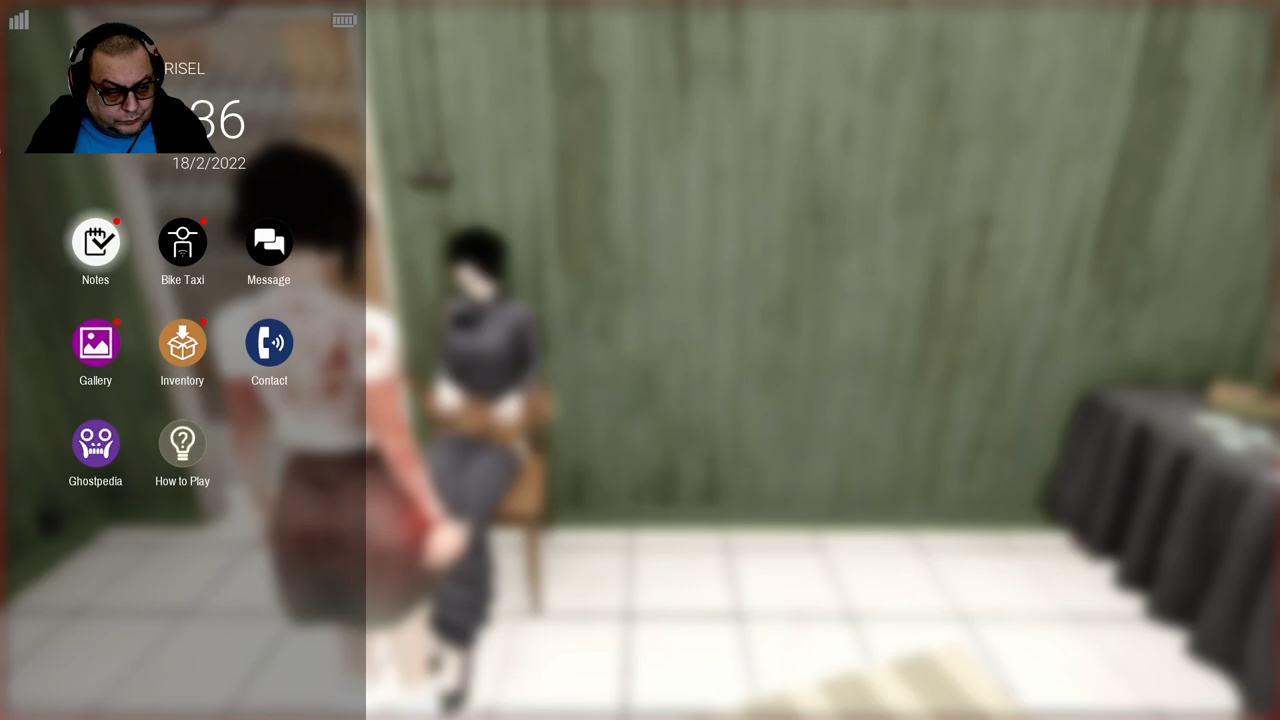 RISEL
36
18/2/2022
Notes
Bike Taxi
Message
Gallery
Inventory
Contact
Ghostpedia
How to Play